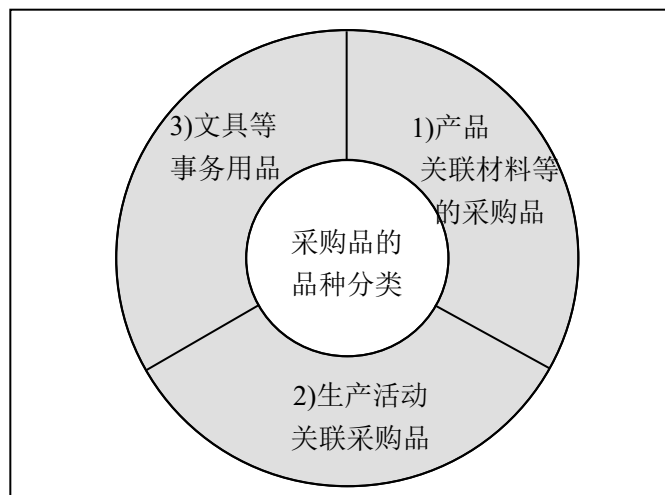 1)产品
关联材料等
的采购品
2)生产活动
关联采购品
3)文具等
事务用品
采购品的
品种分类